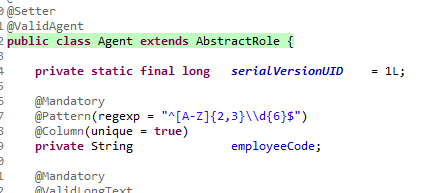 @Setter
@ValidAgent
public class Agent extends AbstractRole {
private static final long serialVersionUID = 1L;
@Mandatory
@Pattern(regexp = "^[A-Z]{2,3}\\d{6}$")
@Column(unique = true)
private String employeeCode;
@Mandatory
@ValidLongText